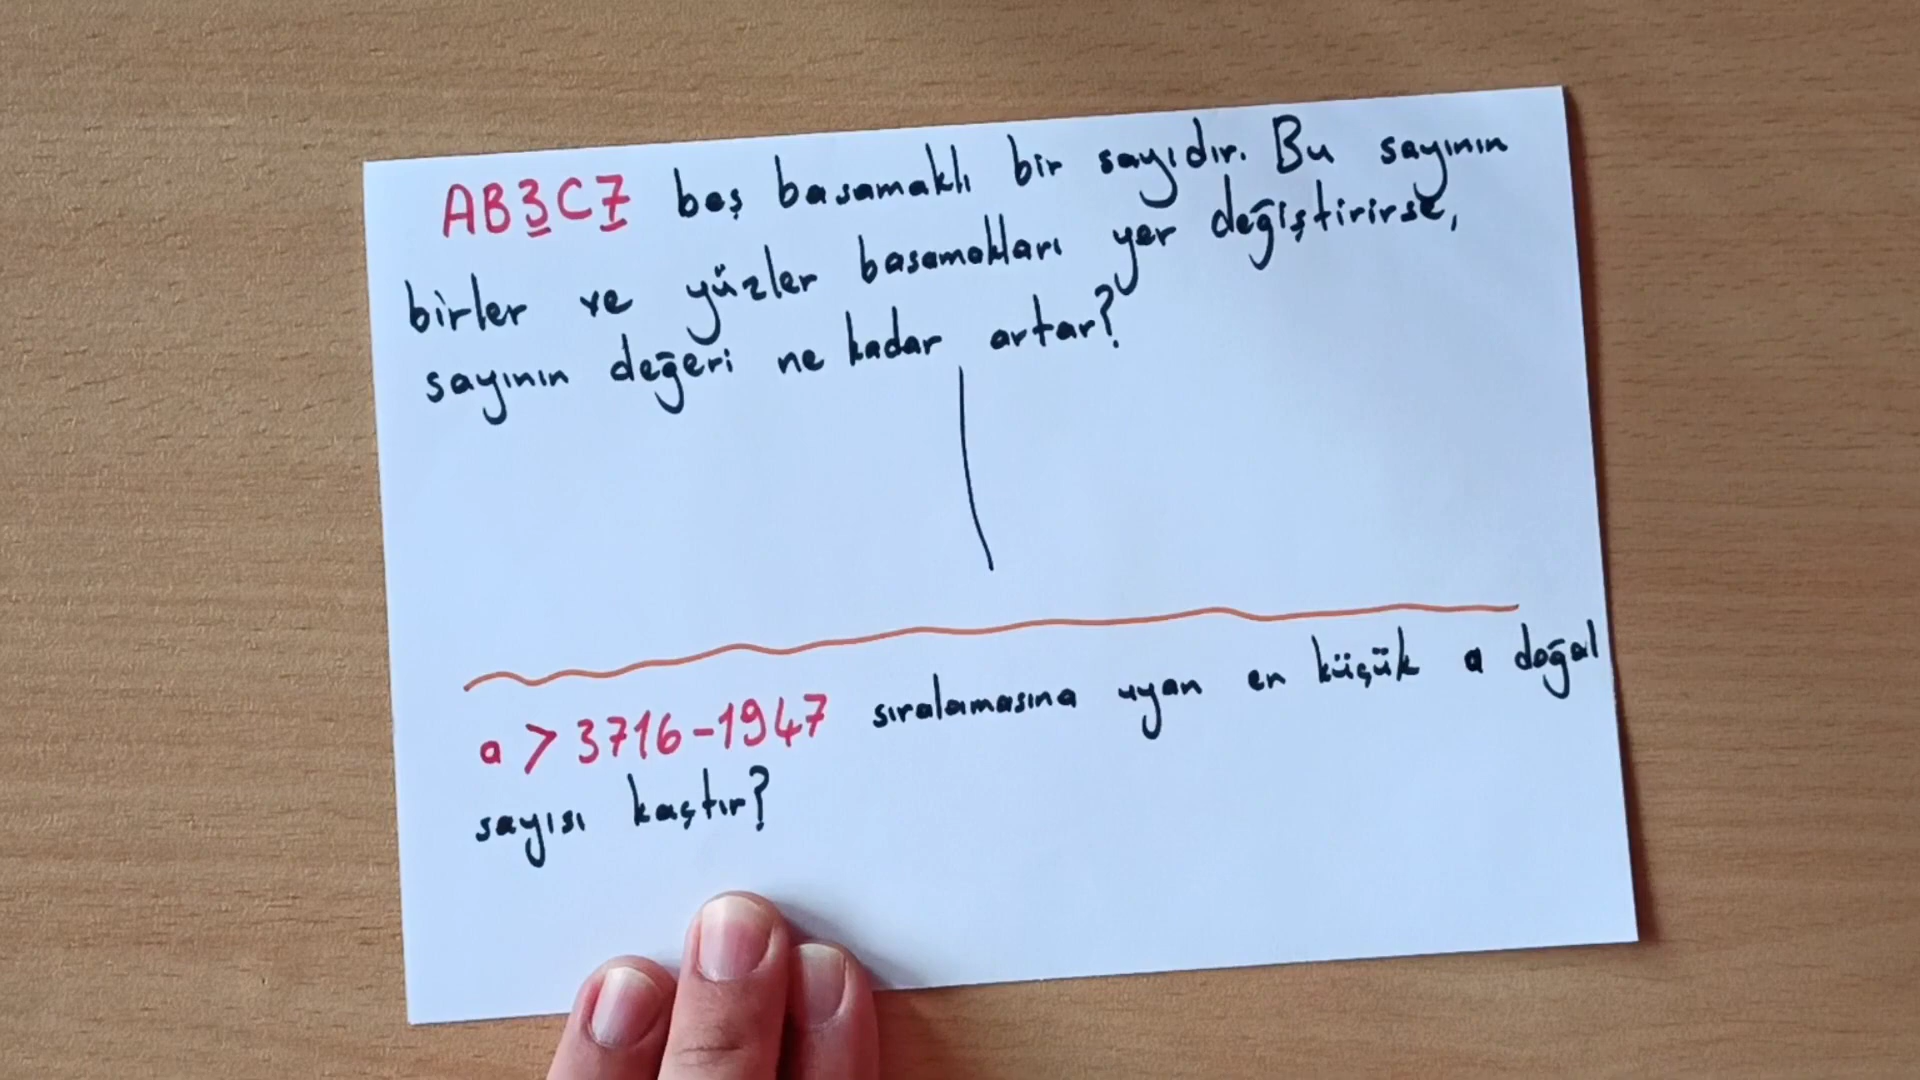 AB3C7 beş basamaklı bir sayıdır. Bu sayının
birler ve yüzler basamakları yer değiştirirse,
sayının değeri ne kadar artar?
a > 3716-1947 sıralamasına uyan en küçük a doğal
sayısı kaçtır?